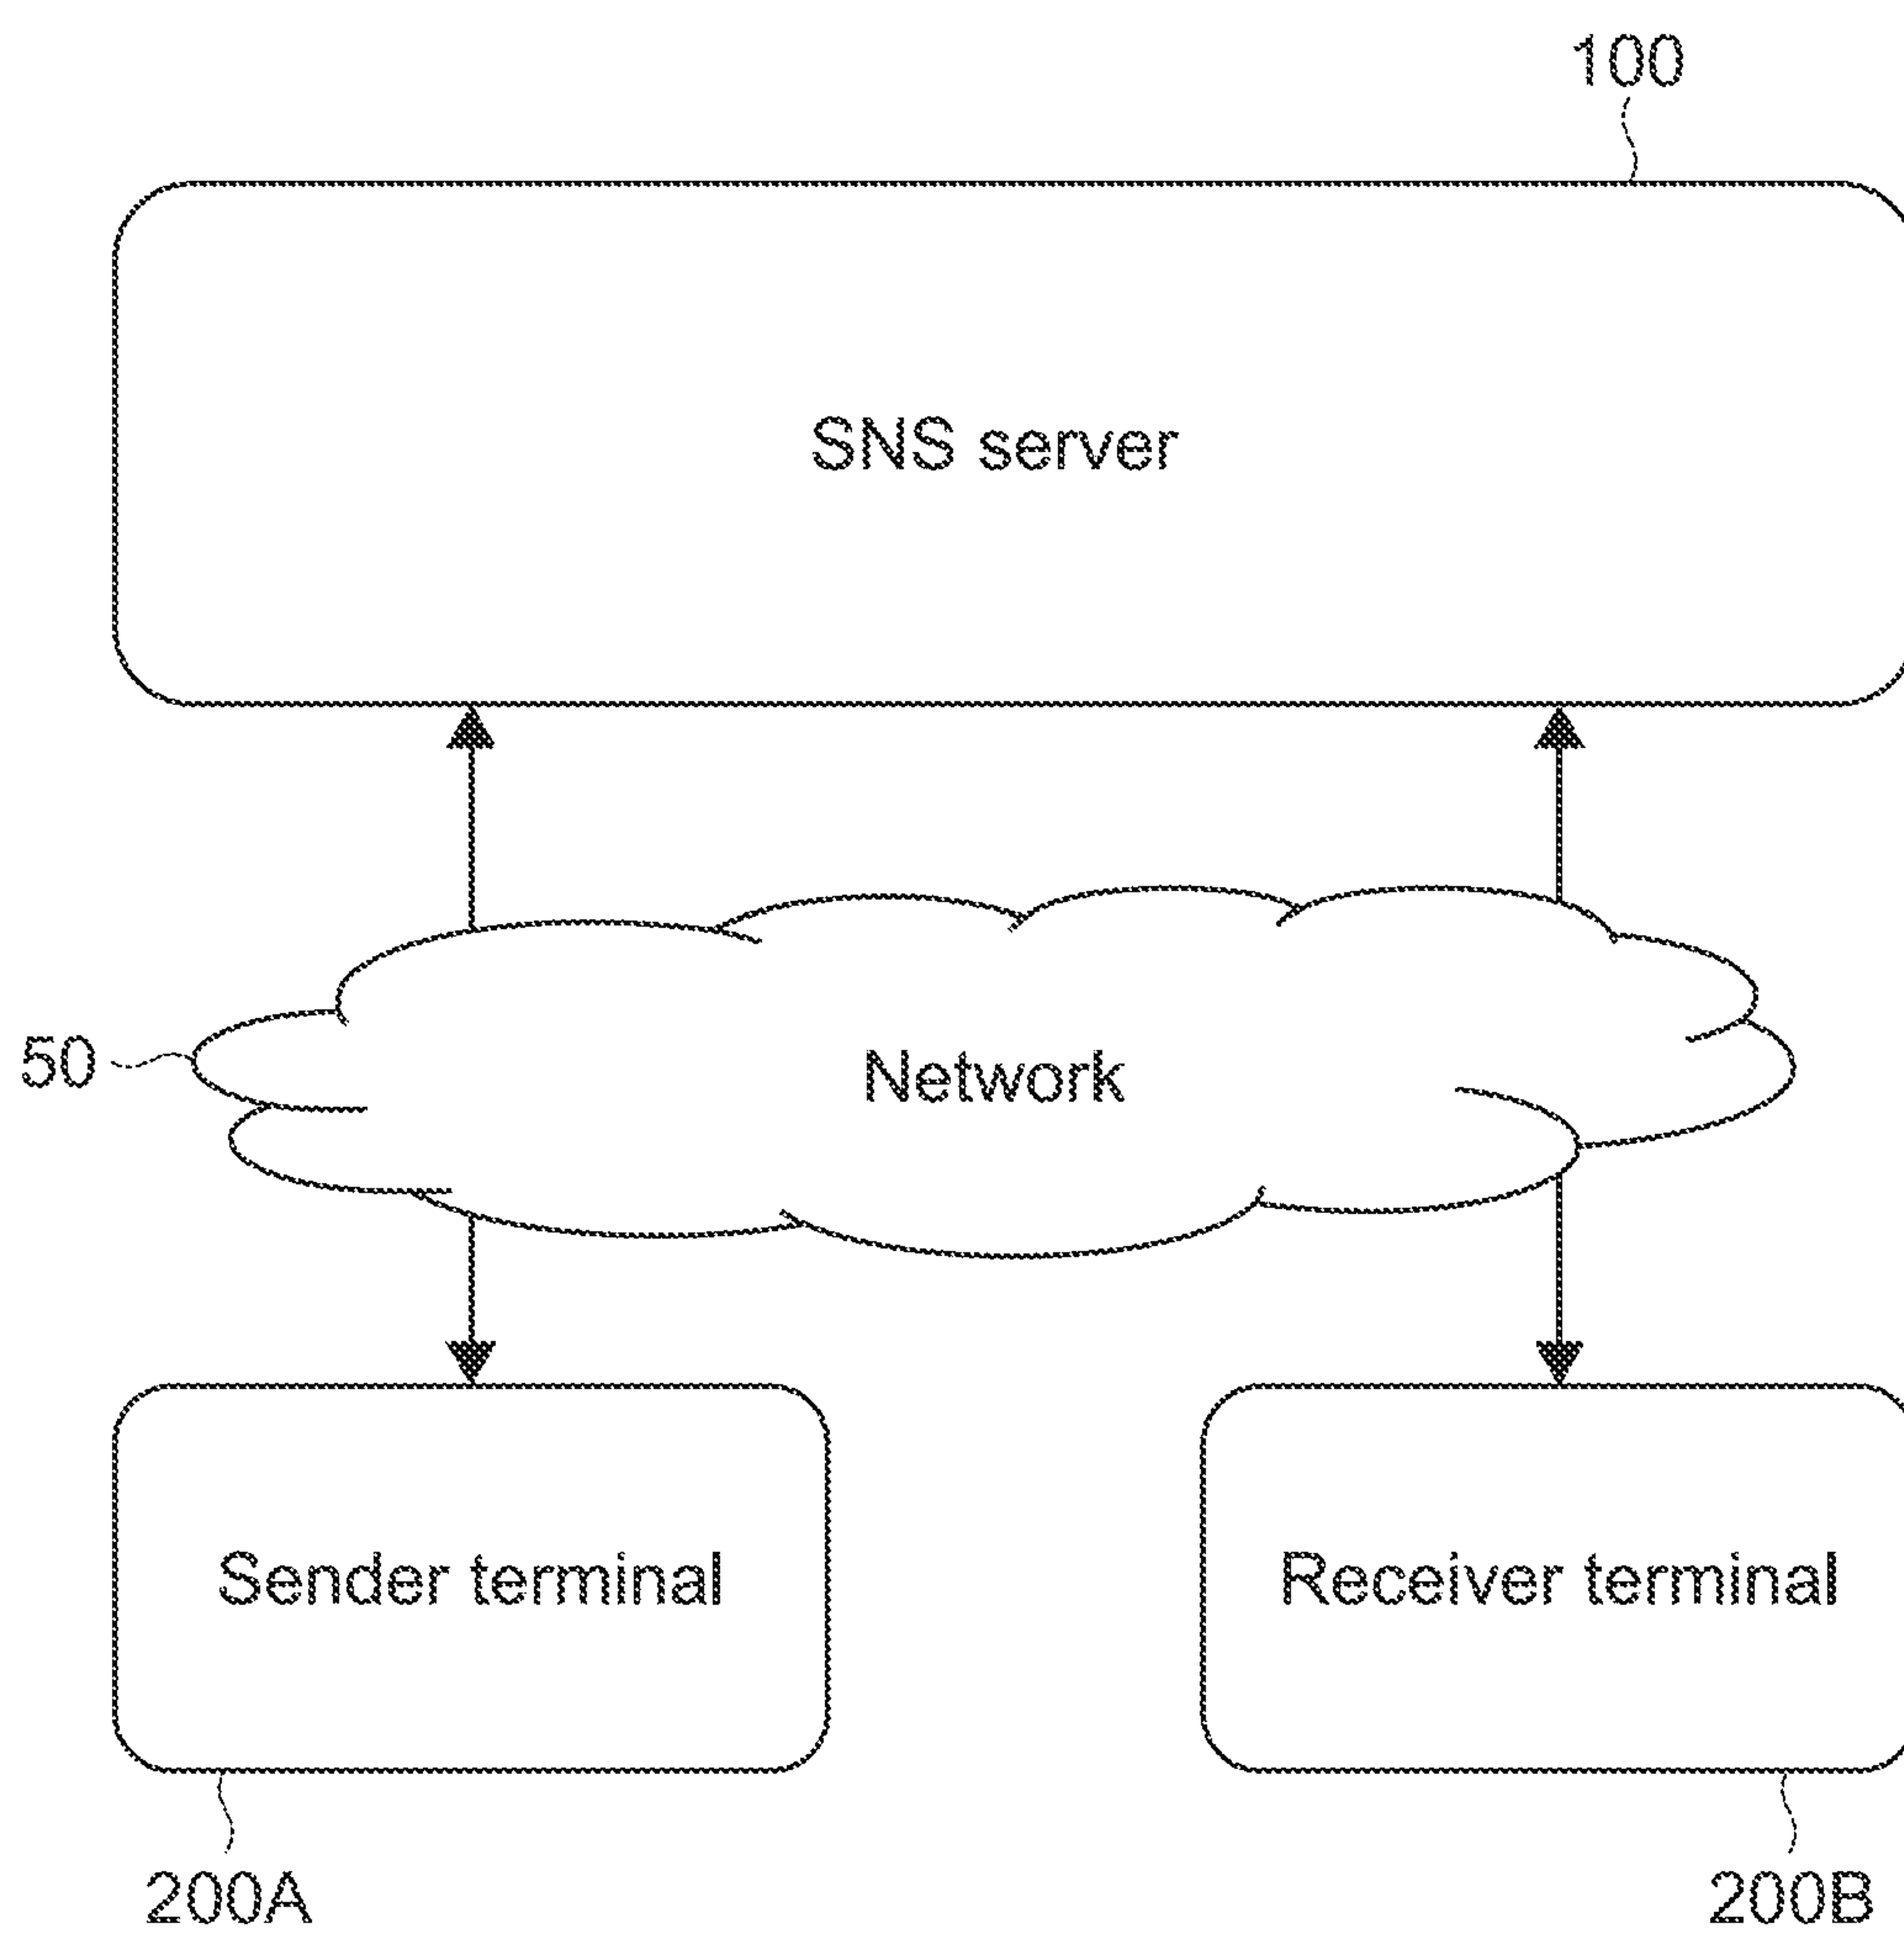 100
SNS server
50
Network
Sender terminal
Receiver terminal
200A
200B